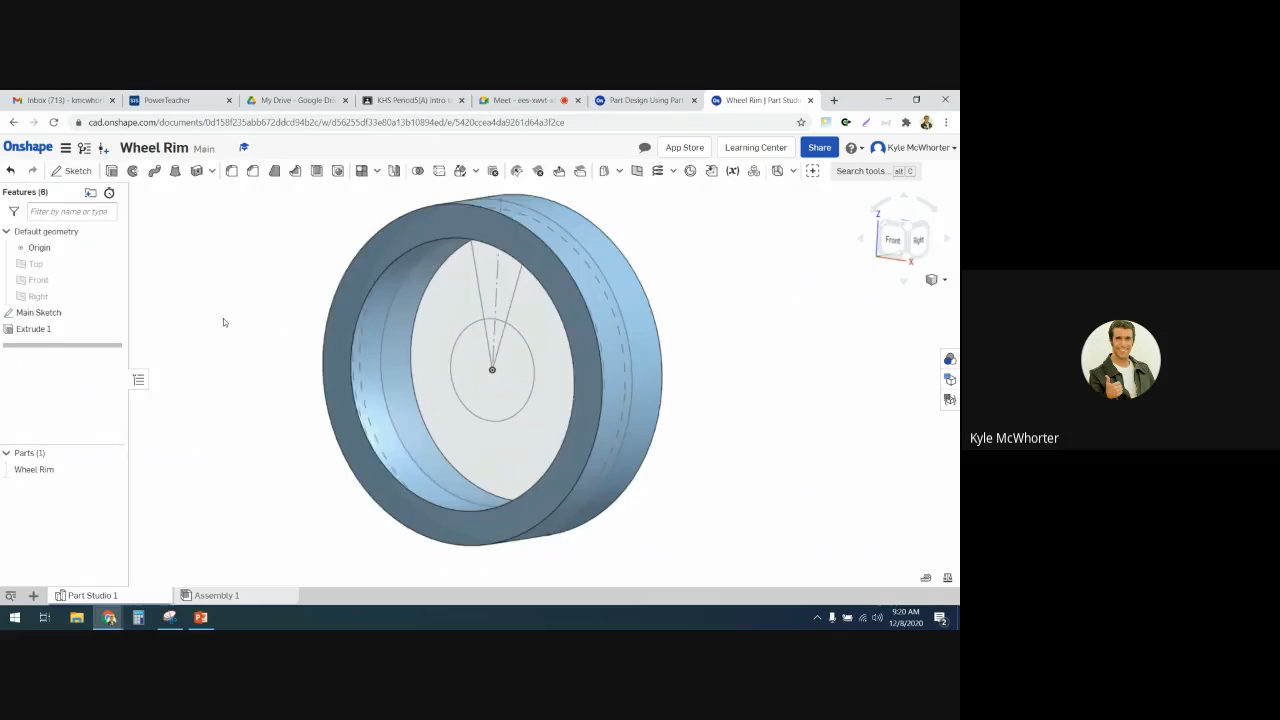 Inbox (713) - kmcwhor
PowerTeacher
My Drive - Google Dri
KHS Period5(A) Intro to
Meet - ees-xwvt-x
Part Design Using Part
Wheel Rim | Part Studi
cad.onshape.com/documents/0d158f235abb672ddcd94b2c/w/d56255df33e80a13b10894ed/e/5420ccea4da9261d64a3f2ce
Onshape
Wheel Rim Main
App Store
Learning Center
Share
Kyle McWhorter
Sketch
(x)
Search tools... alt C
Features (6)
Filter by name or type
Default geometry
Origin
Top
Front
Right
Main Sketch
Extrude 1
Z
Front
Right
X
Kyle McWhorter
Parts (1)
Wheel Rim
Part Studio 1
Assembly 1
9:20 AM
12/8/2020
2